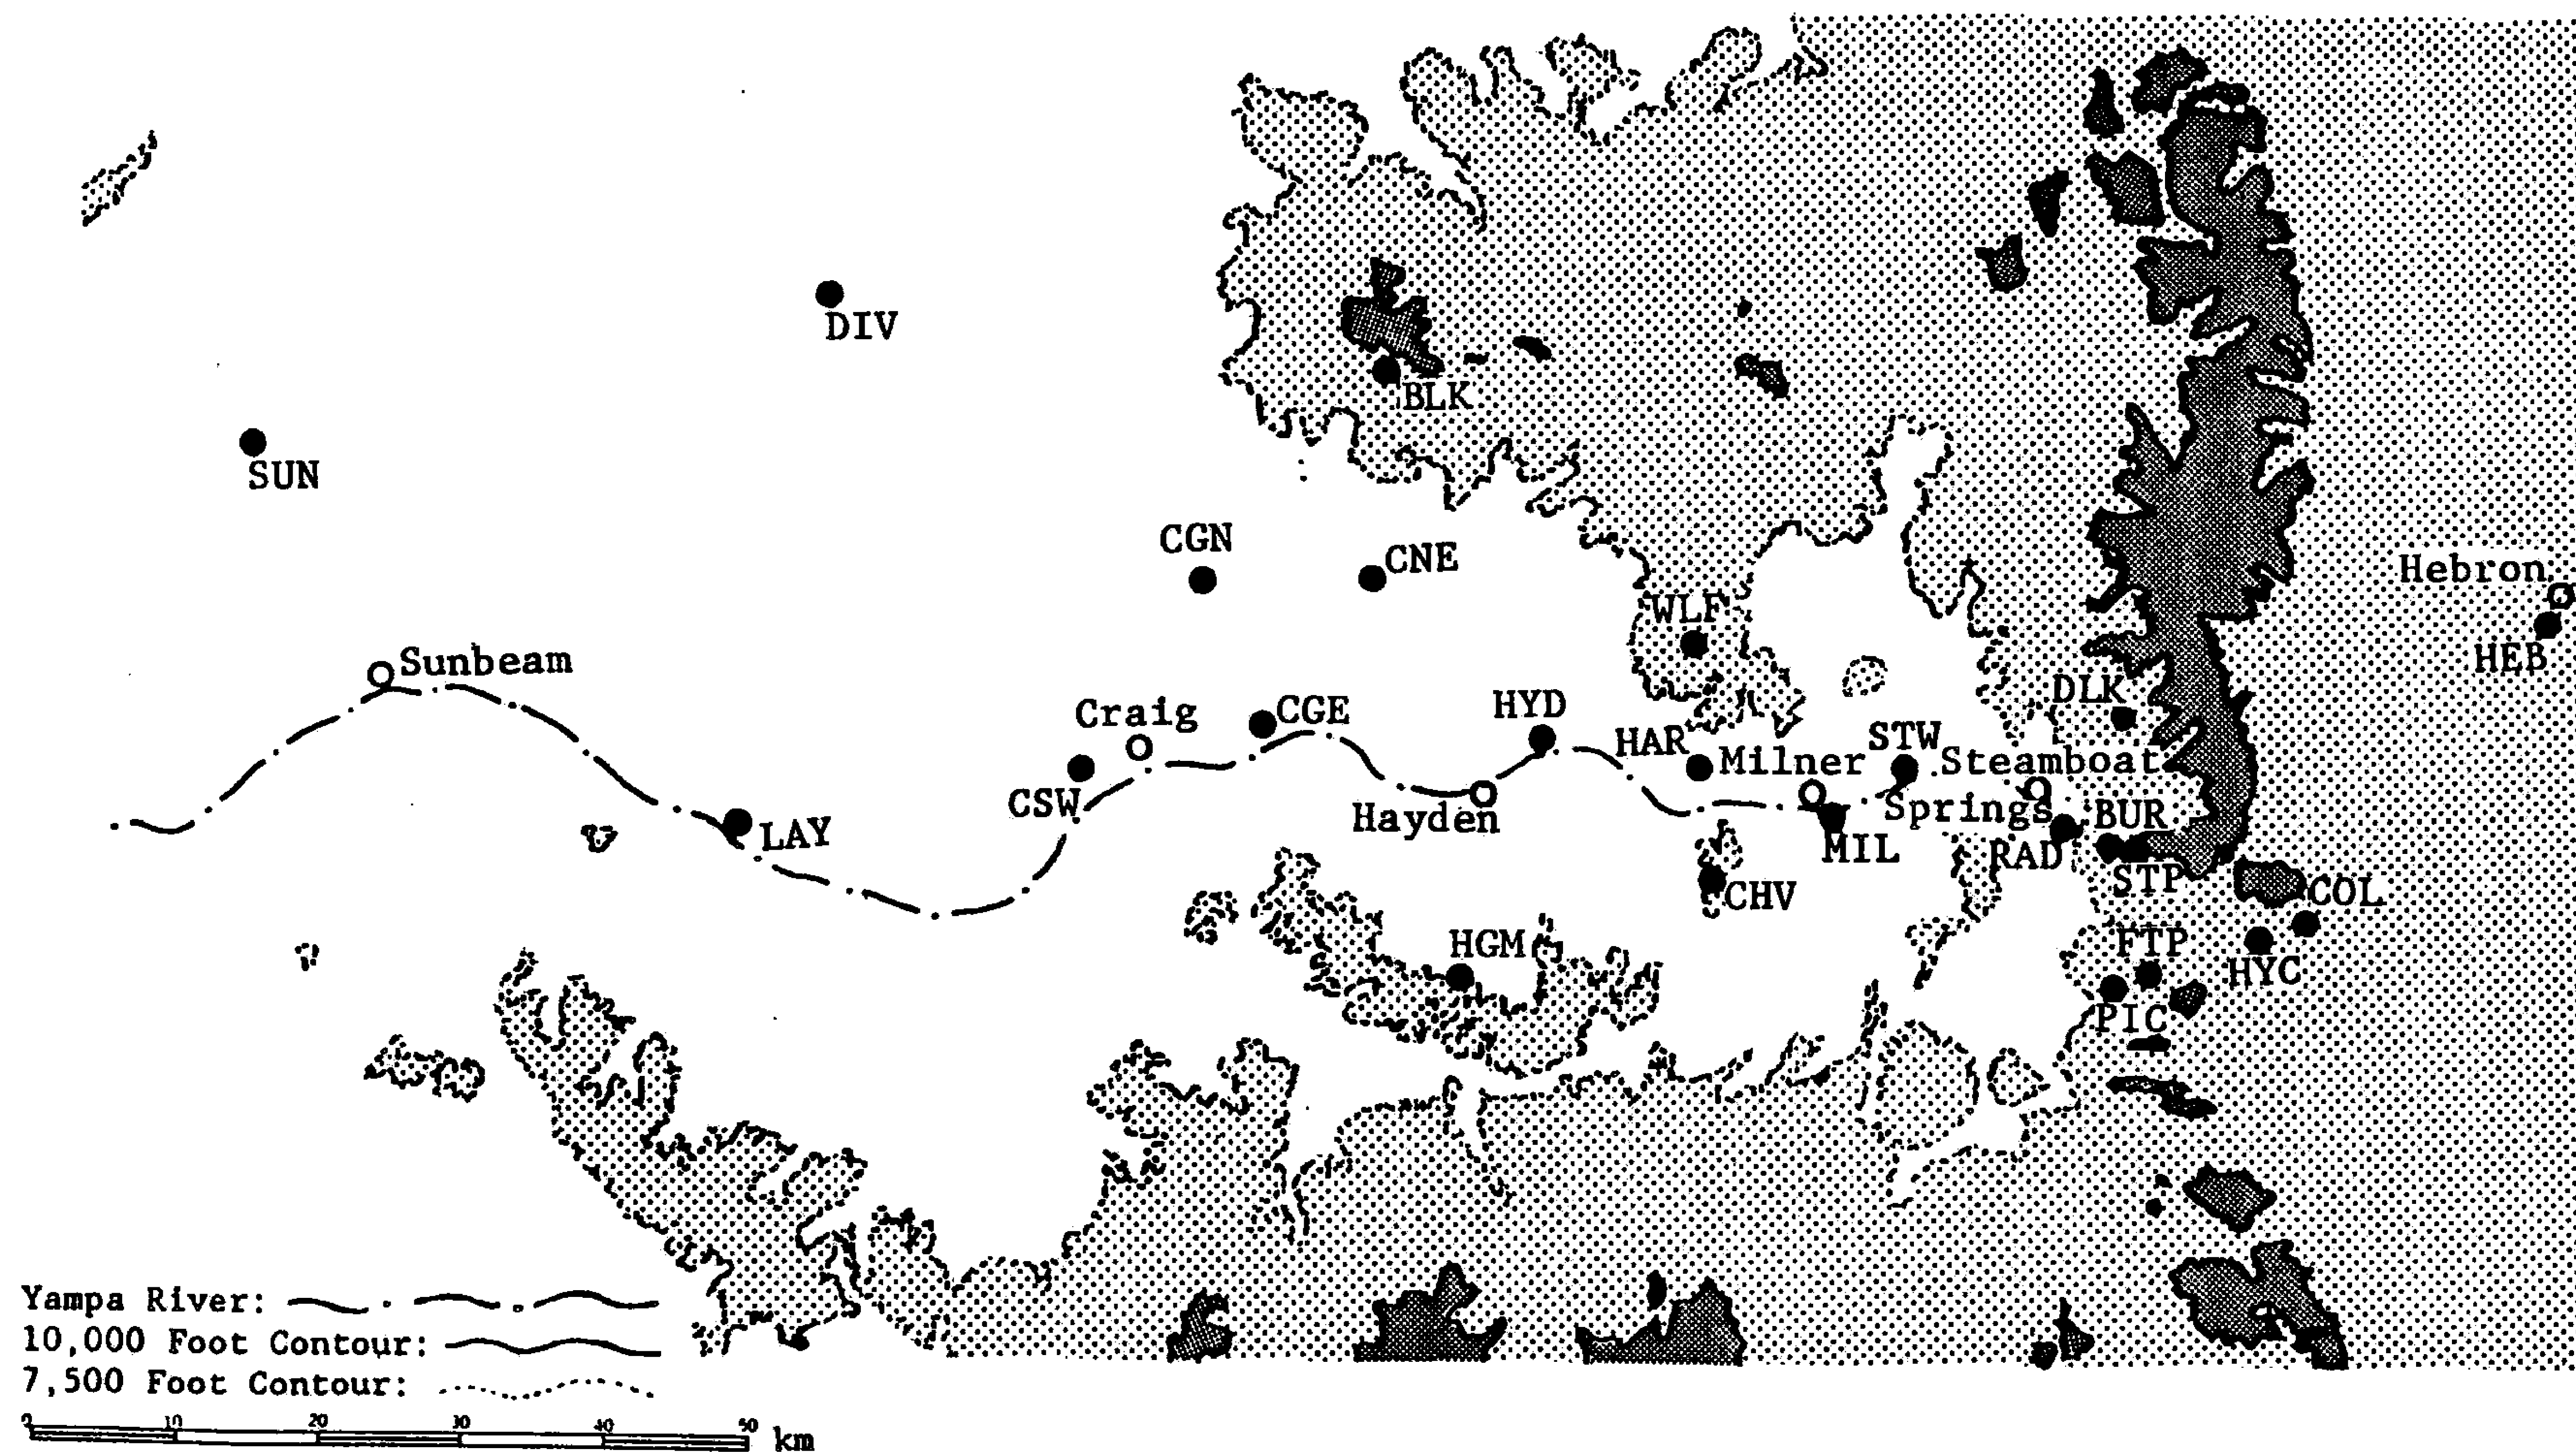 DIV
BLK
SUN
CGN
CNE
Hebron
WLF
Sunbeam
HEB
DLK
Craig
CGE
HYD
HAR
Milner
STW
Steamboat
Springs
CSW
LAY
Hayden
MIL
RAD
BUR
STP
CHV
COL
HGM
FTP
HYC
PIC
Yampa River:
10,000 Foot Contour:
7,500 Foot Contour:
0 10 20 30 40 50 km